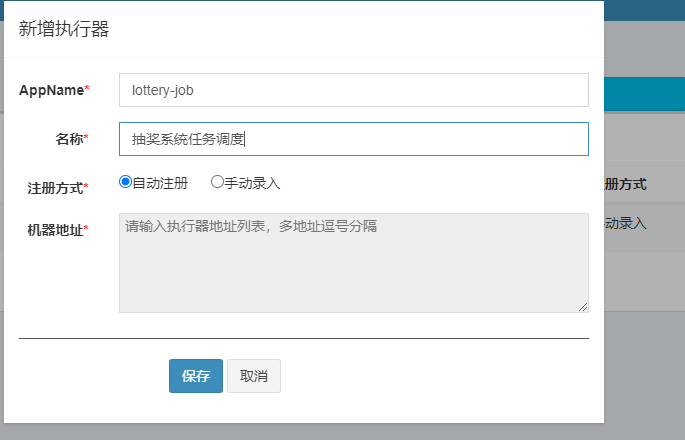 新增执行器
AppName* lottery-job
名称* 抽奖系统任务调度
注册方式* 自动注册 手动录入
册方式
机器地址* 请输入执行器地址列表，多地址逗号分隔
动录入
保存 取消